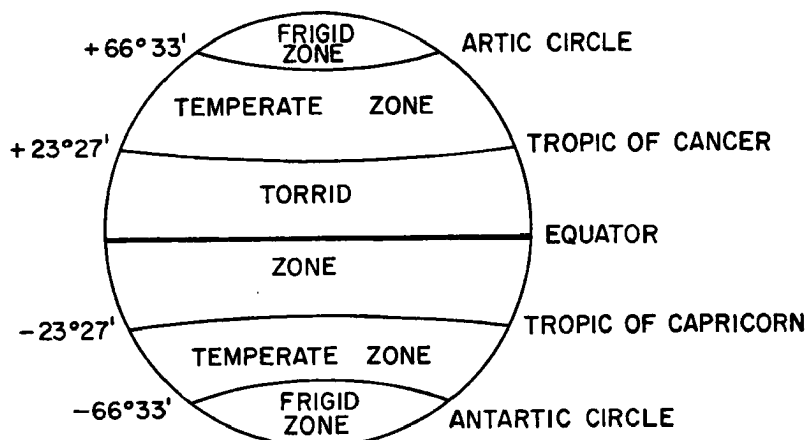 FRIGID
ZONE
+66°33' ARTIC CIRCLE
TEMPERATE ZONE
+23°27' TROPIC OF CANCER
TORRID
EQUATOR
ZONE
-23°27' TROPIC OF CAPRICORN
TEMPERATE ZONE
-66°33' FRIGID
ZONE ANTARTIC CIRCLE